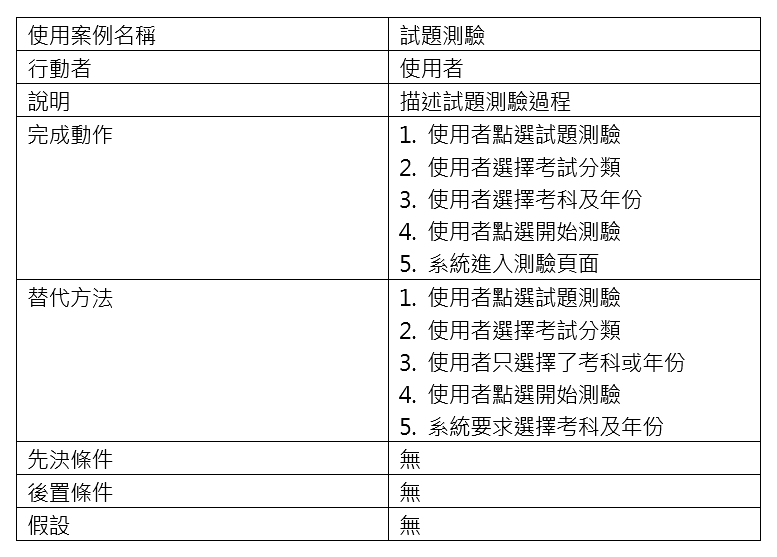 使用案例名稱 試題測驗
行動者 使用者
說明 描述試題測驗過程
完成動作 1. 使用者點選試題測驗
2. 使用者選擇考試分類
3. 使用者選擇考科及年份
4. 使用者點選開始測驗
5. 系統進入測驗頁面
替代方法 1. 使用者點選試題測驗
2. 使用者選擇考試分類
3. 使用者只選擇了考科或年份
4. 使用者點選開始測驗
5. 系統要求選擇考科及年份
先決條件 無
後置條件 無
假設 無